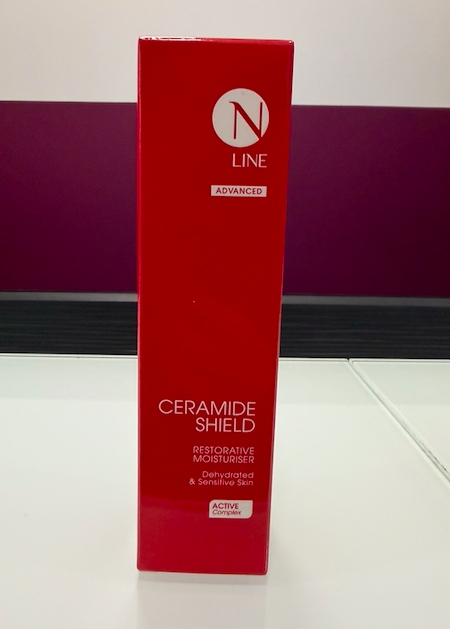 N
LINE
ADVANCED
CERAMIDE
SHIELD
RESTORATIVE
MOISTURISER
Dehydrated
& Sensitive Skin
ACTIVE
Complex